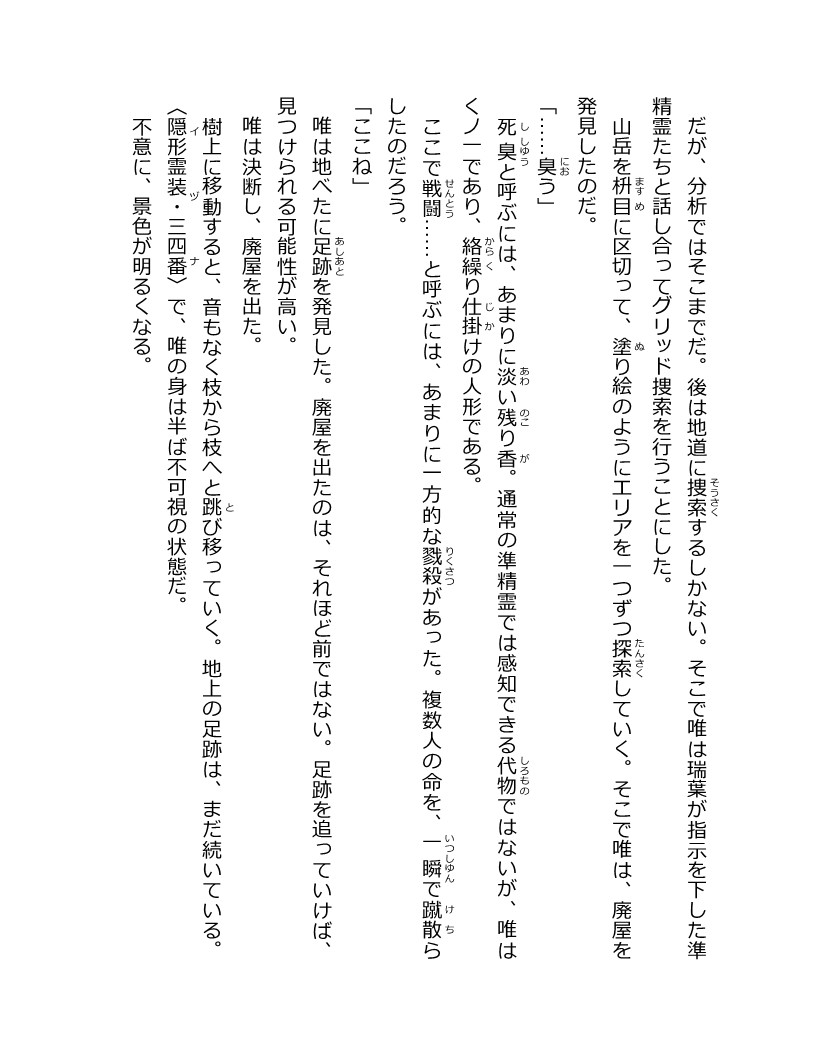 だが、分析ではそこまでだ。後は地道に捜索するしかない。そこで唯は瑞葉が指示を下した準
精霊たちと話し合ってグリッド捜索を行うことにした。
山岳を枡目に区切って、塗り絵のようにエリアを一つずつ探索していく。そこで唯は、廃屋を
発見したのだ。
「……臭う」
死臭と呼ぶには、あまりに淡い残り香。通常の準精霊では感知できる代物ではないが、唯は
くノ一であり、絡繰り仕掛けの人形である。
ここで戦闘……と呼ぶには、あまりに一方的な戮殺があった。複数人の命を、一瞬で蹴散ら
したのだろう。
「ここね」
唯は地べたに足跡を発見した。廃屋を出たのは、それほど前ではない。足跡を追っていけば、
見つけられる可能性が高い。
唯は決断し、廃屋を出た。
樹上に移動すると、音もなく枝から枝へと跳び移っていく。地上の足跡は、まだ続いている。
〈隠形霊装・三四番〉で、唯の身は半ば不可視の状態だ。
不意に、景色が明るくなる。